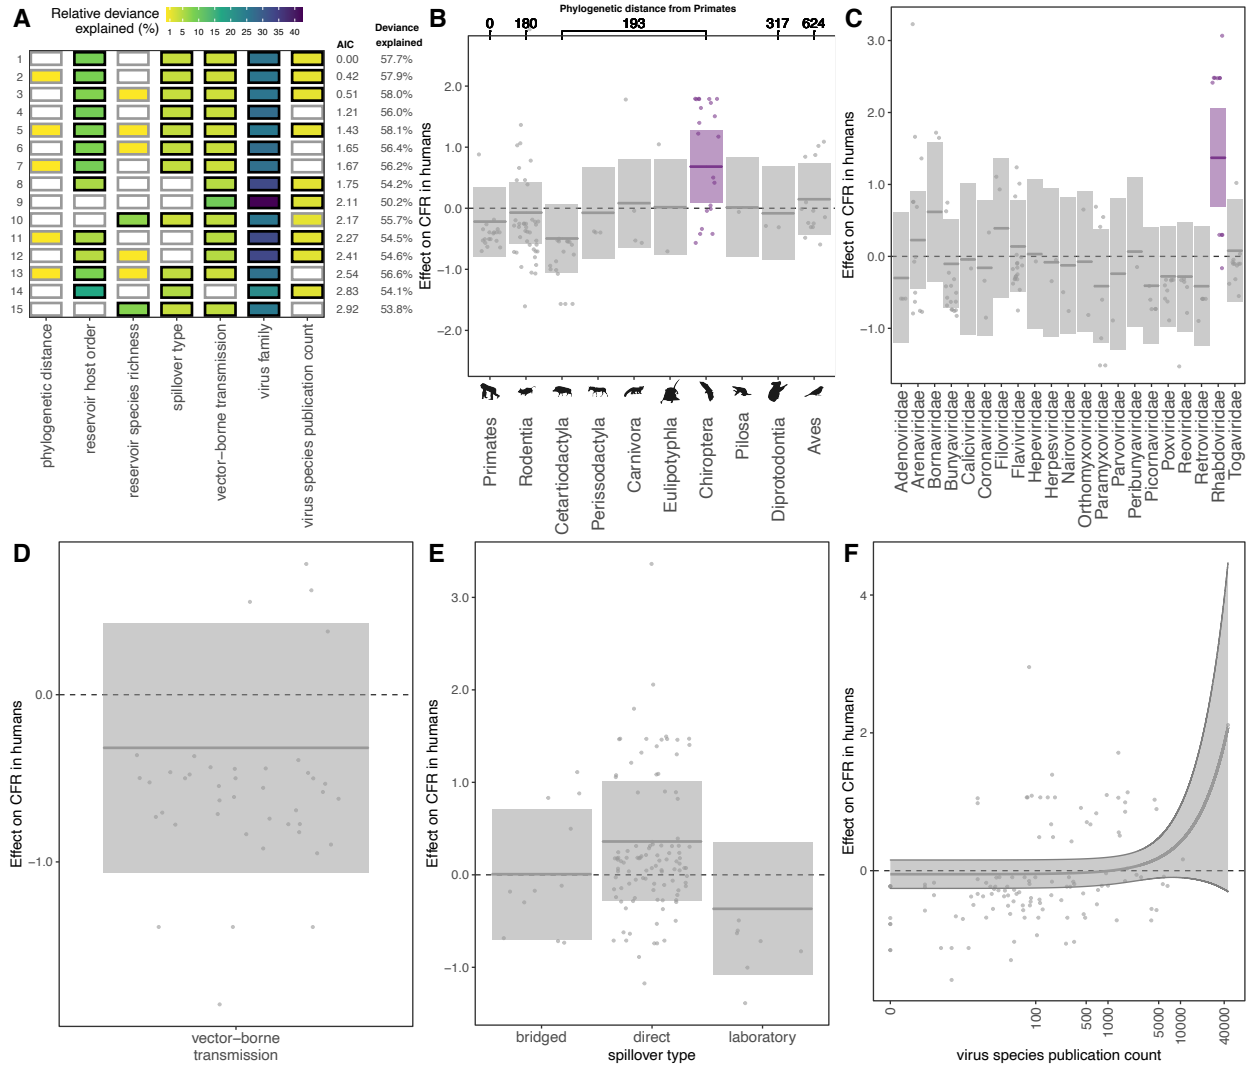 A
Relative deviance
explained (%)
1 5 10 15 20 25 30 35 40
AIC
Deviance
explained
1 0.00 57.7%
2 0.42 57.9%
3 0.51 58.0%
4 1.21 56.0%
5 1.43 58.1%
6 1.65 56.4%
7 1.67 56.2%
8 1.75 54.2%
9 2.11 50.2%
10 2.17 55.7%
11 2.27 54.5%
12 2.41 54.6%
13 2.54 56.6%
14 2.83 54.1%
15 2.92 53.8%
phylogenetic distance
reservoir host order
reservoir species richness
spillover type
vector−borne transmission
virus family
virus species publication count
B
Phylogenetic distance from Primates
0 180 193 317 624
Effect on CFR in humans
2.0
1.0
0.0
−1.0
−2.0
Primates
Rodentia
Cetartiodactyla
Perissodactyla
Carnivora
Eulipotyphla
Chiroptera
Pilosa
Diprotodontia
Aves
C
Effect on CFR in humans
3.0
2.0
1.0
0.0
−1.0
Adenoviridae
Arenaviridae
Bornaviridae
Bunyaviridae
Caliciviridae
Coronaviridae
Filoviridae
Flaviviridae
Hepeviridae
Herpesviridae
Nairoviridae
Orthomyxoviridae
Paramyxoviridae
Parvoviridae
Peribunyaviridae
Picornaviridae
Poxviridae
Reoviridae
Retroviridae
Rhabdoviridae
Togaviridae
D
Effect on CFR in humans
0.0
−1.0
vector−borne
transmission
E
Effect on CFR in humans
3.0
2.0
1.0
0.0
−1.0
bridged direct laboratory
spillover type
F
Effect on CFR in humans
4
2
0
0
100
500
1000
5000
10000
40000
virus species publication count